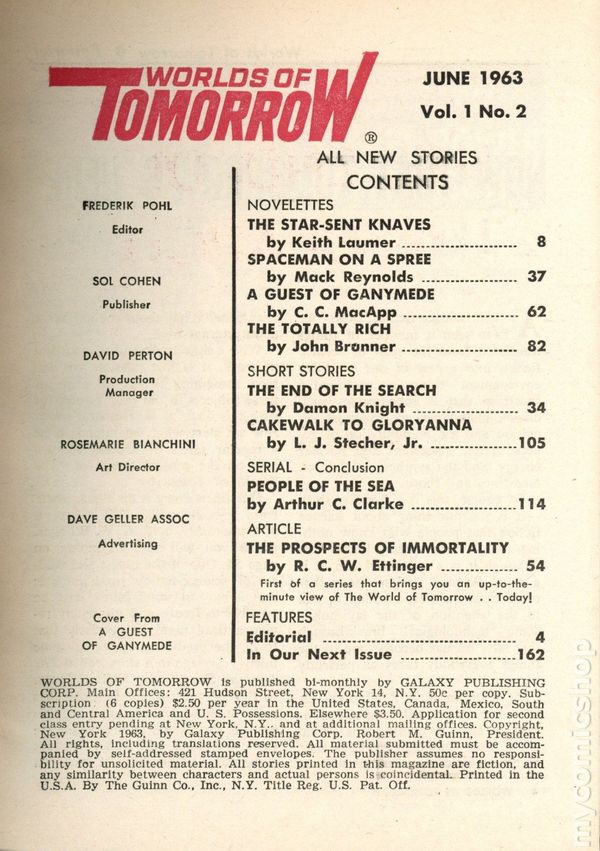 WORLDS OF
TOMORROW
®
JUNE 1963
Vol. 1 No. 2
ALL NEW STORIES
CONTENTS
FREDERIK POHL
Editor
SOL COHEN
Publisher
DAVID PERTON
Production
Manager
ROSEMARIE BIANCHINI
Art Director
DAVE GELLER ASSOC
Advertising
Cover From
A GUEST
OF GANYMEDE
NOVELETTES
THE STAR-SENT KNAVES
by Keith Laumer ........................ 8
SPACEMAN ON A SPREE
by Mack Reynolds ..................... 37
A GUEST OF GANYMEDE
by C. C. MacApp ....................... 62
THE TOTALLY RICH
by John Brunner ........................ 82
SHORT STORIES
THE END OF THE SEARCH
by Damon Knight ...................... 34
CAKEWALK TO GLORYANNA
by L. J. Stecher, Jr. ..................105
SERIAL - Conclusion
PEOPLE OF THE SEA
by Arthur C. Clarke .....................114
ARTICLE
THE PROSPECTS OF IMMORTALITY
by R. C. W. Ettinger ................ 54
First of a series that brings you an up-to-the-
minute view of The World of Tomorrow . . Today!
FEATURES
Editorial ........................................ 4
In Our Next Issue .........................162
WORLDS OF TOMORROW is published bi-monthly by GALAXY PUBLISHING
CORP. Main Offices: 421 Hudson Street, New York 14, N.Y. 50c per copy. Sub-
scription (6 copies) $2.50 per year in the United States, Canada, Mexico, South
and Central America and U. S. Possessions. Elsewhere $3.50. Application for second
class entry pending at New York, N.Y.. and at additional mailing offices. Copyright,
New York 1963, by Galaxy Publishing Corp. Robert M. Guinn, President.
All rights, including translations reserved. All material submitted must be accom-
panied by self-addressed stamped envelopes. The publisher assumes no responsi-
bility for unsolicited material. All stories printed in this magazine are fiction, and
any similarity between characters and actual persons is coincidental. Printed in the
U.S.A. By The Guinn Co., Inc., N.Y. Title Reg. U.S. Pat. Off.
mycomicshop